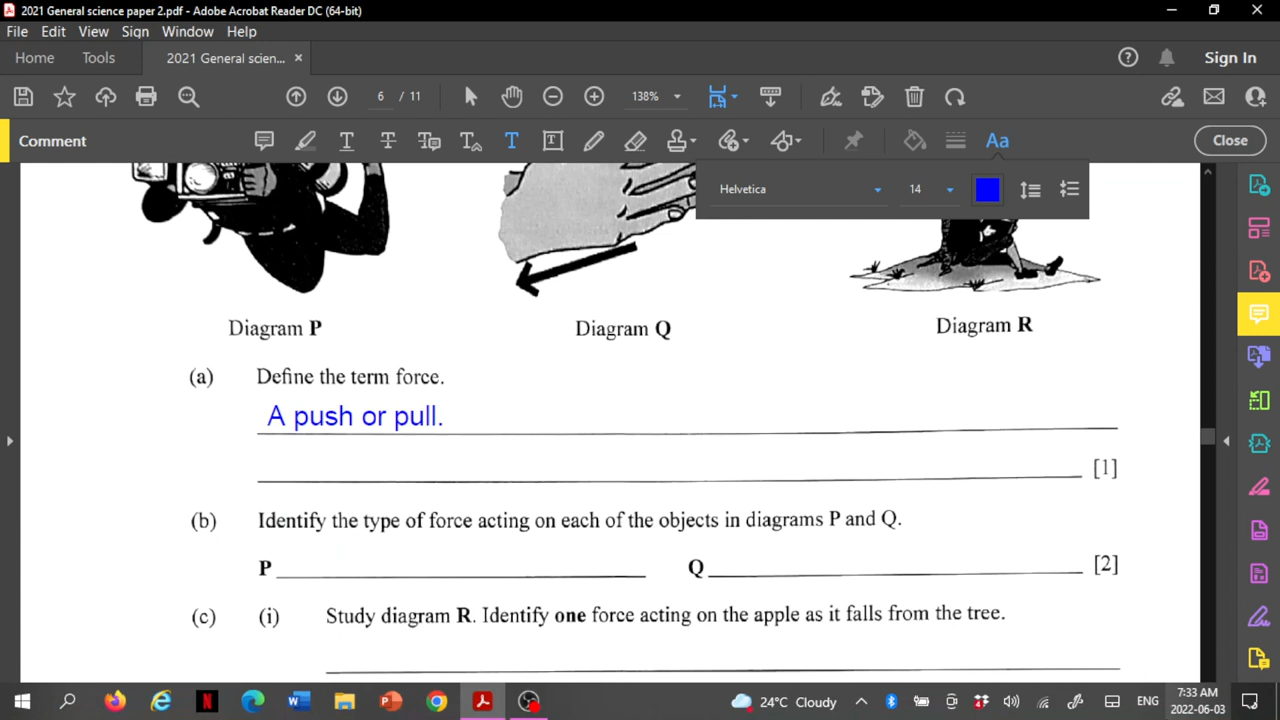 2021 General science paper 2.pdf - Adobe Acrobat Reader DC (64-bit)
File Edit View Sign Window Help
Home Tools 2021 General scien... × Sign In
6 / 11 138%
Comment Close
Helvetica 14
Diagram P Diagram Q Diagram R
(a) Define the term force.
A push or pull.
[1]
(b) Identify the type of force acting on each of the objects in diagrams P and Q.
P Q [2]
(c) (i) Study diagram R. Identify one force acting on the apple as it falls from the tree.
24°C Cloudy ENG 7:33 AM
2022-06-03